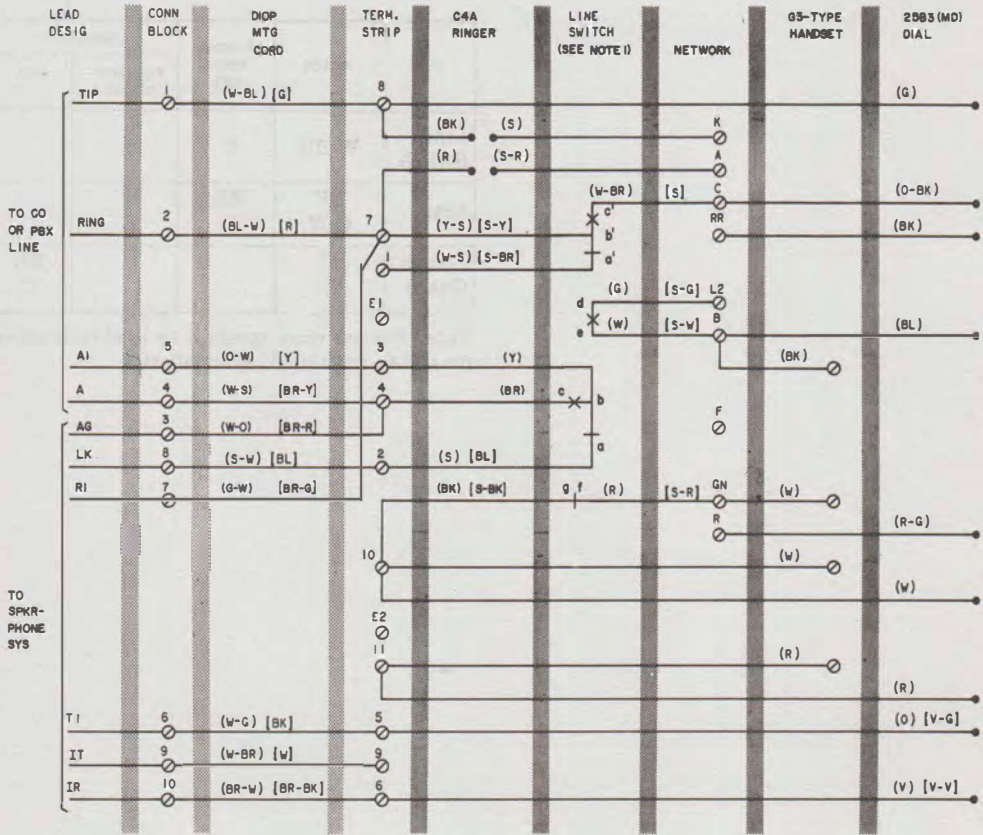 LEAD DESIG
CONN BLOCK
DIOP MTG CORD
TERM. STRIP
C4A RINGER
LINE SWITCH (SEE NOTE 1)
NETWORK
G3-TYPE HANDSET
25B3 (MD) DIAL
TIP 1 (W-BL) [G] 8 (G)
(BK) (S) K
(R) (S-R) A
(W-BR) [S] C (O-BK)
c'
TO CO OR PBX LINE
RING 2 (BL-W) [R] 7 (Y-S) [S-Y] b' RR (BK)
1 (W-S) [S-BR] a'
E1
d (G) [S-G] L2
e (W) [S-W] B (BL)
(BK)
A1 5 (O-W) [Y] 3 (Y)
A 4 (W-S) [BR-Y] 4 (BR) c b
AG 3 (W-O) [BR-R] F
a
LK 8 (S-W) [BL] 2 (S) [BL]
R1 7 (G-W) [BR-G] (BK) [S-BK] g f (R) [S-R] GN (W)
R (R-G)
10 (W)
(W)
TO SPKR-PHONE SYS
E2
11 (R)
(R)
T1 6 (W-G) [BK] 5 (O) [V-G]
IT 9 (W-BR) [W] 9
IR 10 (BR-W) [BR-BK] 6 (V) [V-V]